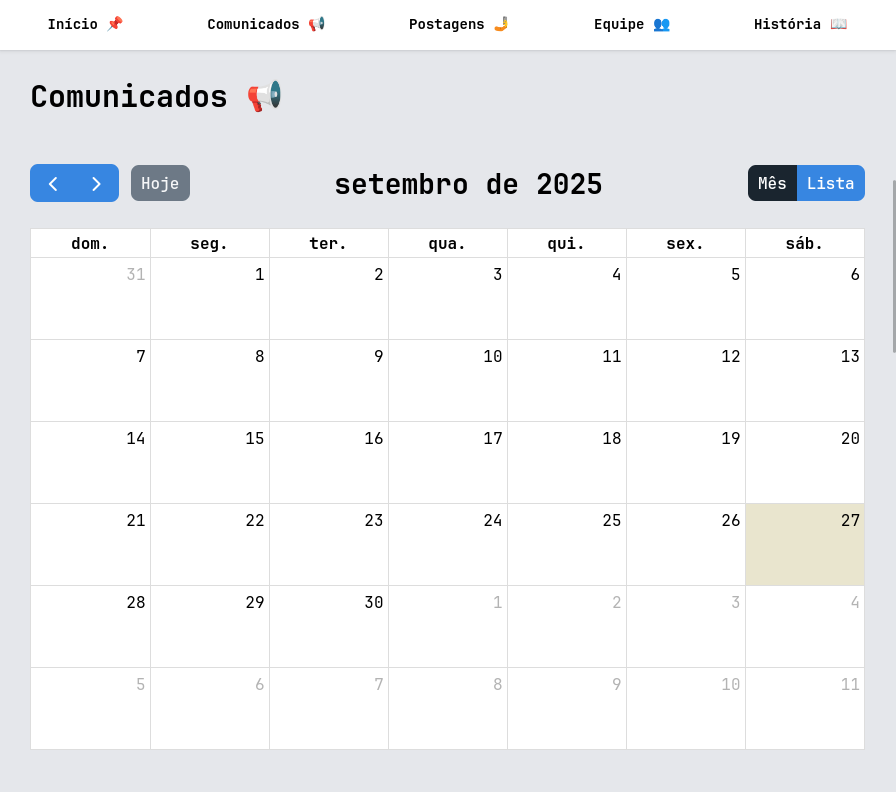 Início 📌 Comunicados 📢 Postagens 🤳 Equipe 👥 História 📖
Comunicados 📢
Hoje setembro de 2025 Mês Lista
dom. seg. ter. qua. qui. sex. sáb.
31 1 2 3 4 5 6
7 8 9 10 11 12 13
14 15 16 17 18 19 20
21 22 23 24 25 26 27
28 29 30 1 2 3 4
5 6 7 8 9 10 11